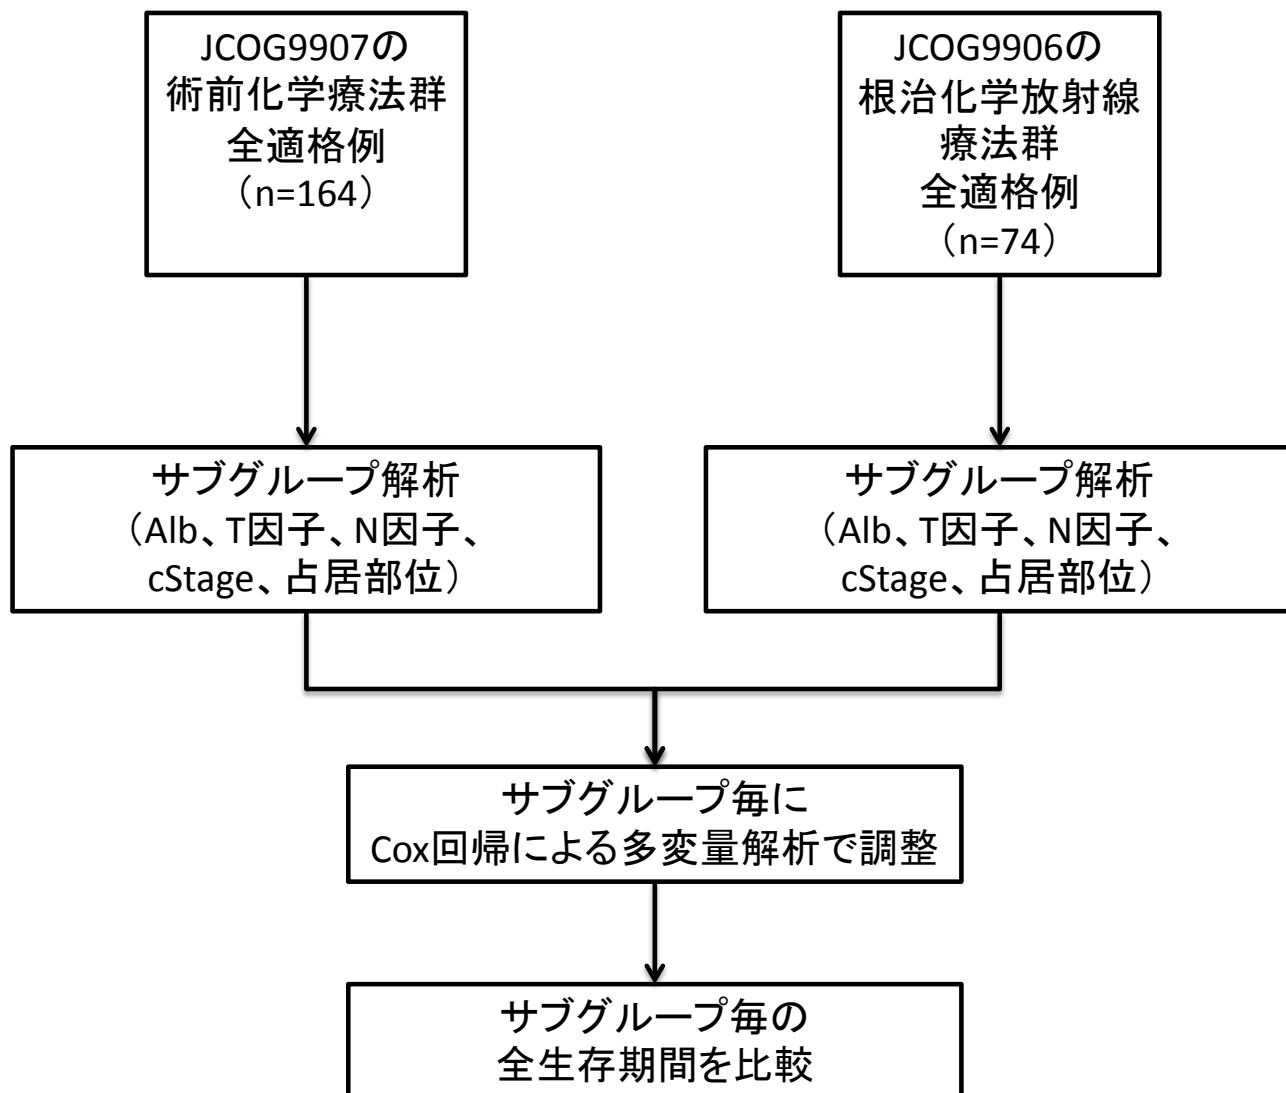 JCOG9907の
術前化学療法群
全適格例
（n=164）
JCOG9906の
根治化学放射線
療法群
全適格例
（n=74）
サブグループ解析
（Alb、T因子、N因子、
cStage、占居部位）
サブグループ解析
（Alb、T因子、N因子、
cStage、占居部位）
サブグループ毎に
Cox回帰による多変量解析で調整
サブグループ毎の
全生存期間を比較